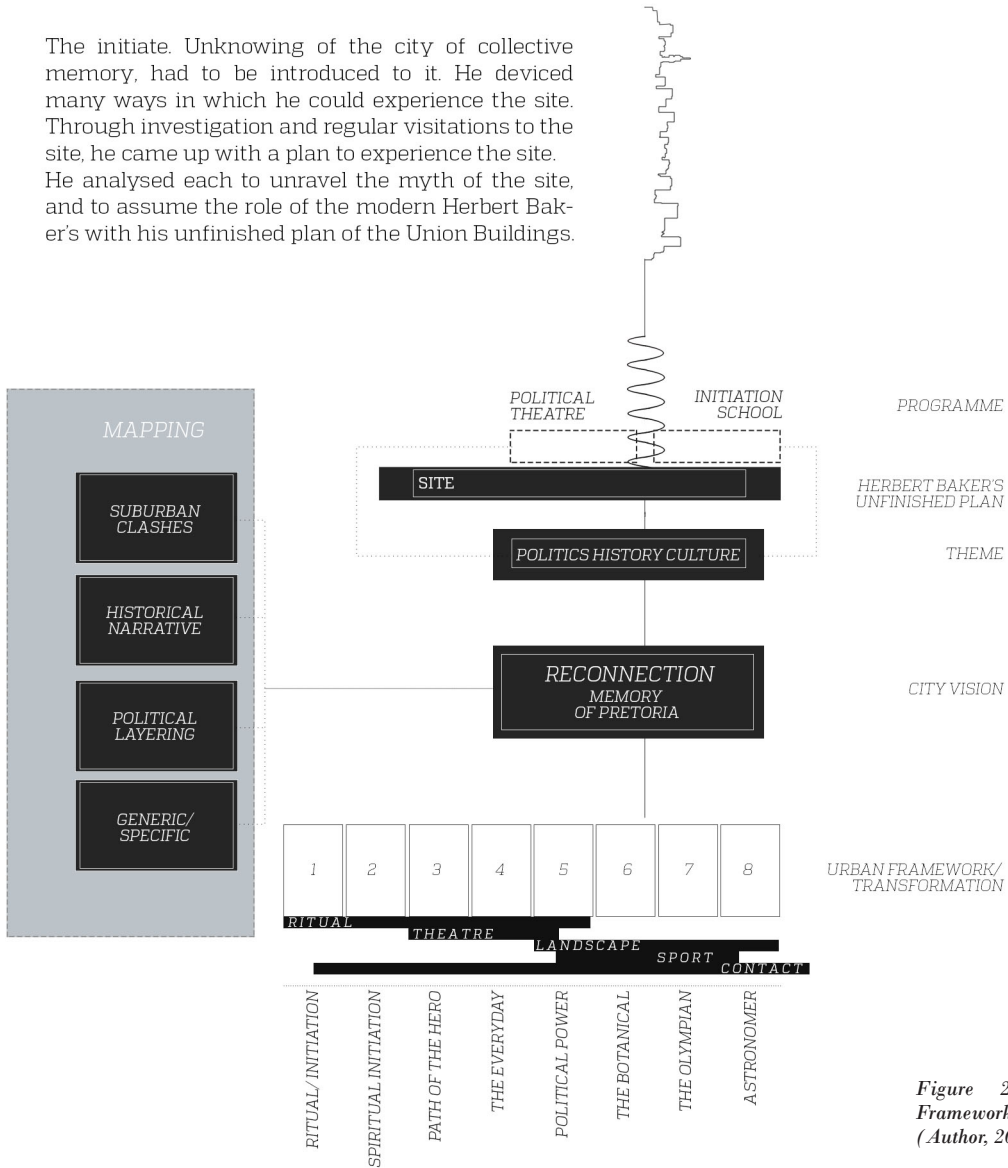 The initiate. Unknowing of the city of collective
memory, had to be introduced to it. He deviced
many ways in which he could experience the site.
Through investigation and regular visitations to the
site, he came up with a plan to experience the site.
He analysed each to unravel the myth of the site,
and to assume the role of the modern Herbert Bak-
er's with his unfinished plan of the Union Buildings.
MAPPING
SUBURBAN
CLASHES
HISTORICAL
NARRATIVE
POLITICAL
LAYERING
GENERIC/
SPECIFIC
POLITICAL
THEATRE
INITIATION
SCHOOL
PROGRAMME
SITE
HERBERT BAKER'S
UNFINISHED PLAN
POLITICS HISTORY CULTURE
THEME
RECONNECTION
MEMORY
OF PRETORIA
CITY VISION
1 2 3 4 5 6 7 8
URBAN FRAMEWORK/
TRANSFORMATION
RITUAL
THEATRE
LANDSCAPE
SPORT
CONTACT
RITUAL/ INITIATION
SPIRITUAL INITIATION
PATH OF THE HERO
THE EVERYDAY
POLITICAL POWER
THE BOTANICAL
THE OLYMPIAN
ASTRONOMER
Figure 2
Framework
(Author, 20